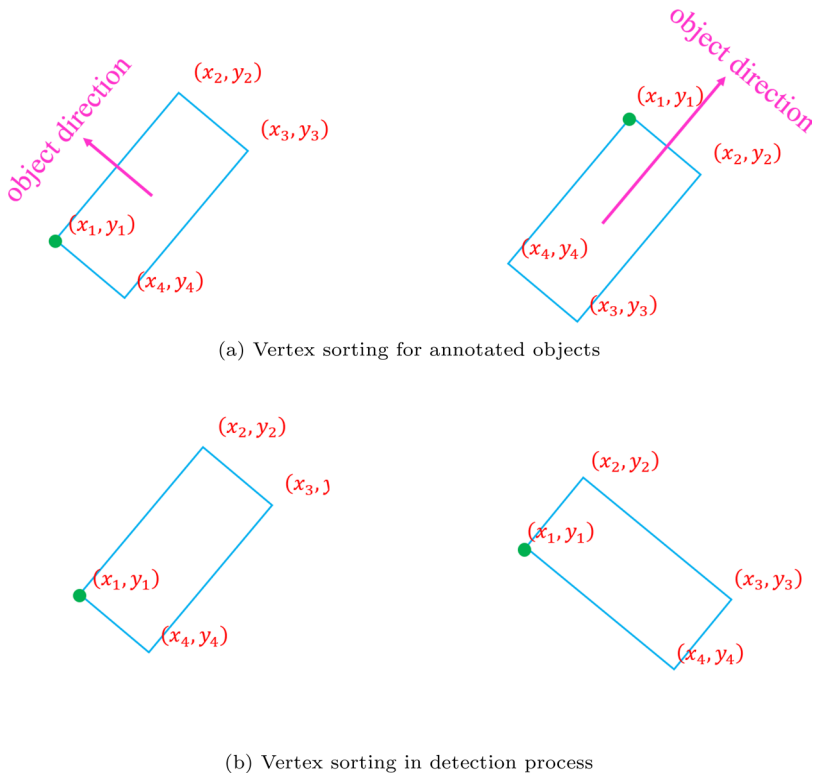 object direction
(x₂, y₂)
(x₃, y₃)
(x₁, y₁)
(x₄, y₄)
object direction
(x₁, y₁)
(x₂, y₂)
(x₄, y₄)
(x₃, y₃)
(a) Vertex sorting for annotated objects
(x₂, y₂)
(x₃,
(x₁, y₁)
(x₄, y₄)
(x₂, y₂)
(x₁, y₁)
(x₃, y₃)
(x₄, y₄)
(b) Vertex sorting in detection process